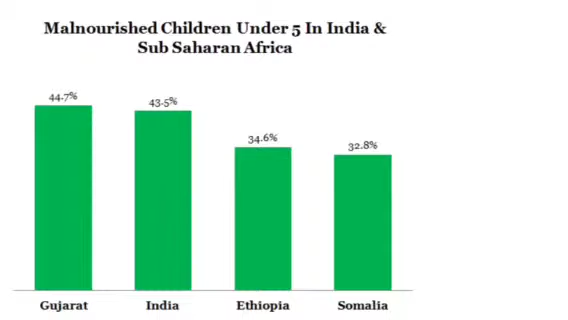 Malnourished Children Under 5 In India &
Sub Saharan Africa
44.7%
43.5%
34.6%
32.8%
Gujarat
India
Ethiopia
Somalia